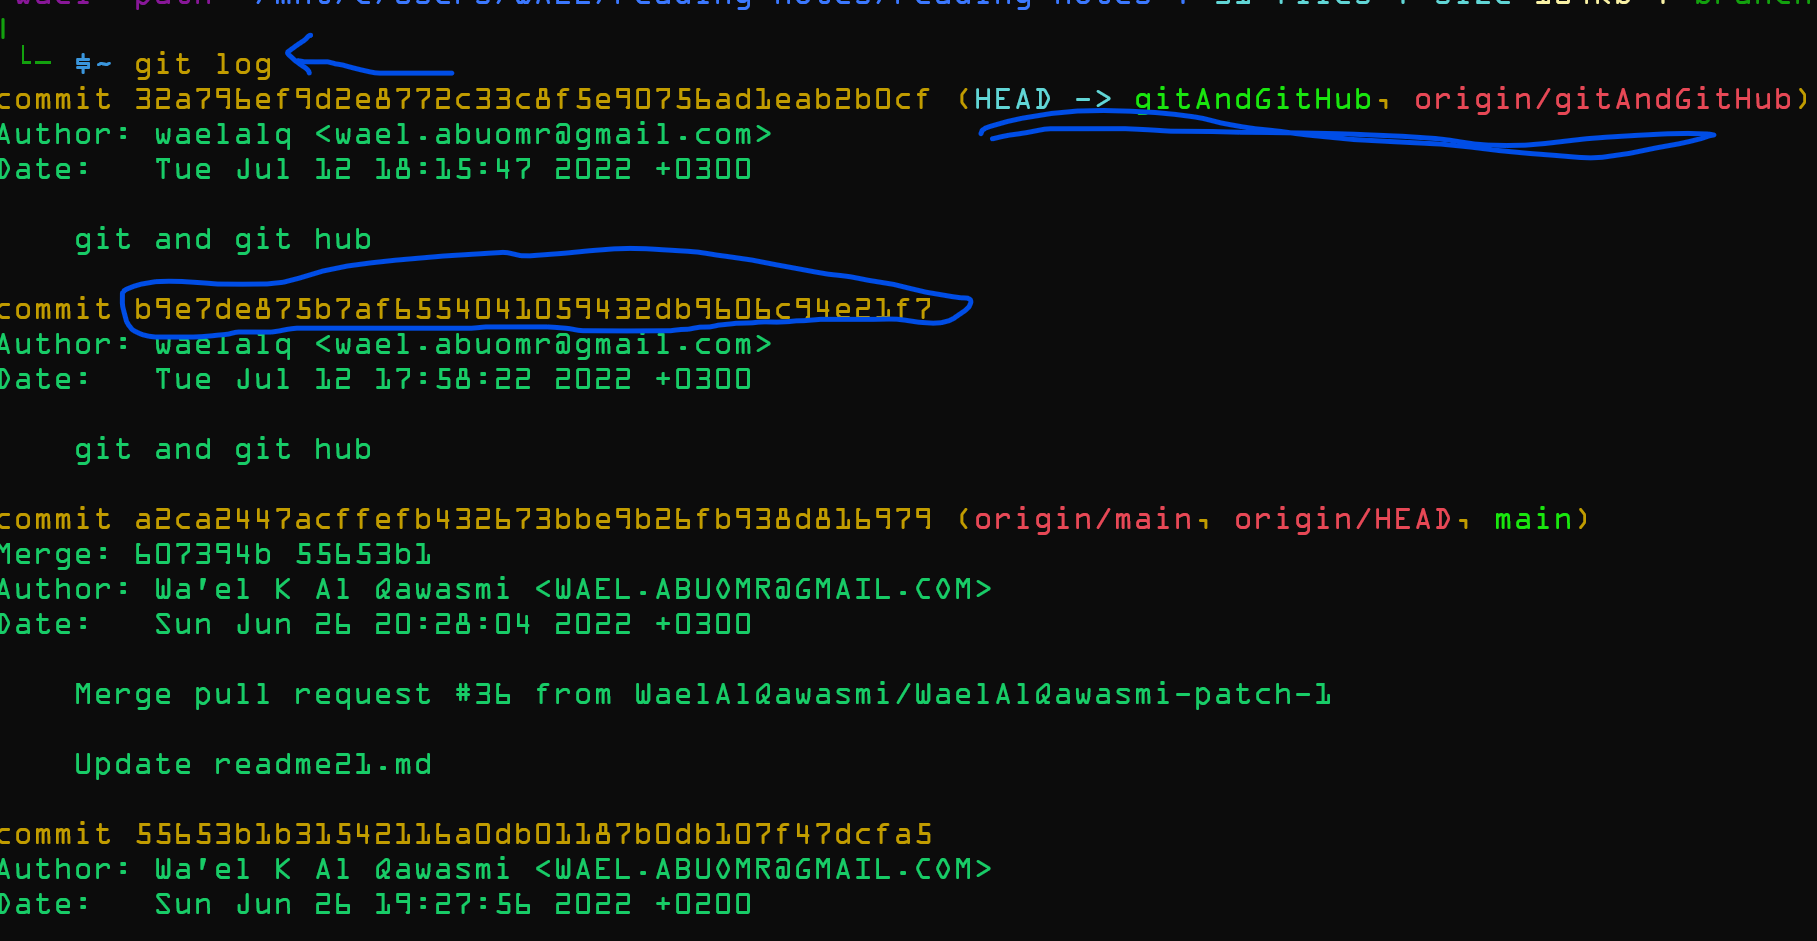 └─ $~ git log
commit 32a796ef9d2e8772c33c8f5e90756ad1eab2b0cf (HEAD -> gitAndGitHub, origin/gitAndGitHub)
Author: waelalq <wael.abuomr@gmail.com>
Date:   Tue Jul 12 18:15:47 2022 +0300
git and git hub
commit b9e7de875b7af6554041059432db9606c94e21f7
Author: waelalq <wael.abuomr@gmail.com>
Date:   Tue Jul 12 17:58:22 2022 +0300
git and git hub
commit a2ca2447acffefb432673bbe9b26fb938d816979 (origin/main, origin/HEAD, main)
Merge: 607394b 55653b1
Author: Wa'el K Al Qawasmi <WAEL.ABUOMR@GMAIL.COM>
Date:   Sun Jun 26 20:28:04 2022 +0300
Merge pull request #36 from WaelAlQawasmi/WaelAlQawasmi-patch-1
Update readme21.md
commit 55653b1b31542116a0db01187b0db107f47dcfa5
Author: Wa'el K Al Qawasmi <WAEL.ABUOMR@GMAIL.COM>
Date:   Sun Jun 26 19:27:56 2022 +0200